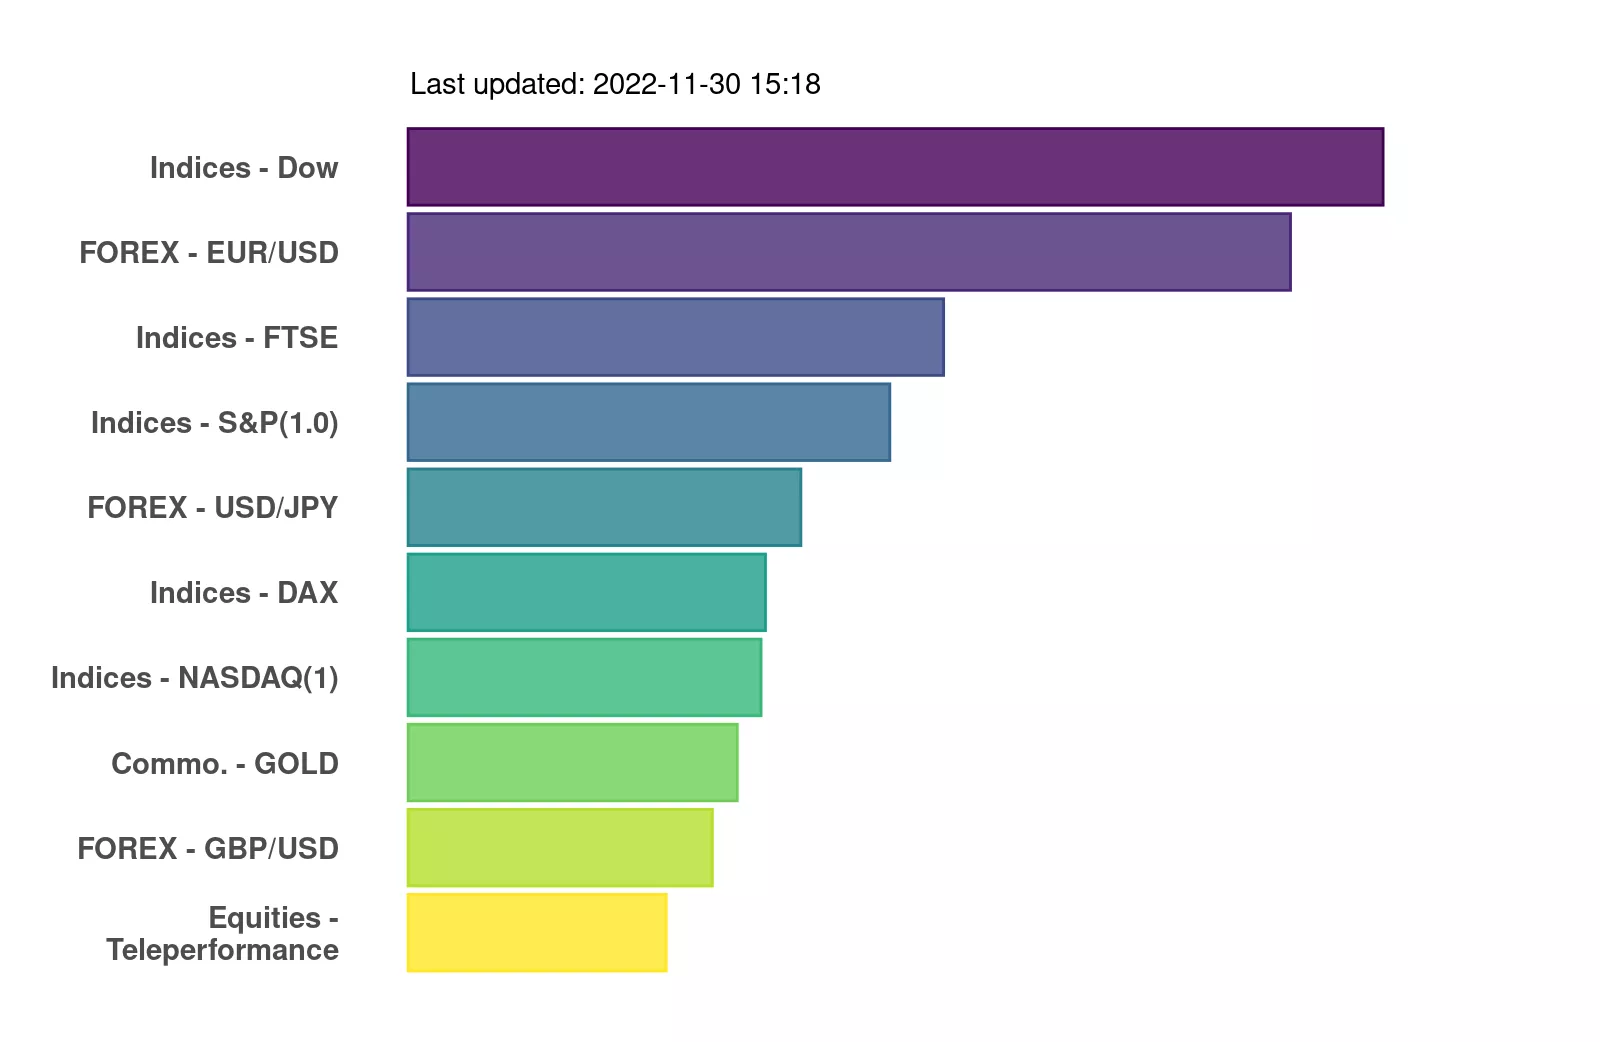 Last updated: 2022-11-30 15:18
Indices - Dow
FOREX - EUR/USD
Indices - FTSE
Indices - S&P(1.0)
FOREX - USD/JPY
Indices - DAX
Indices - NASDAQ(1)
Commo. - GOLD
FOREX - GBP/USD
Equities -
Teleperformance